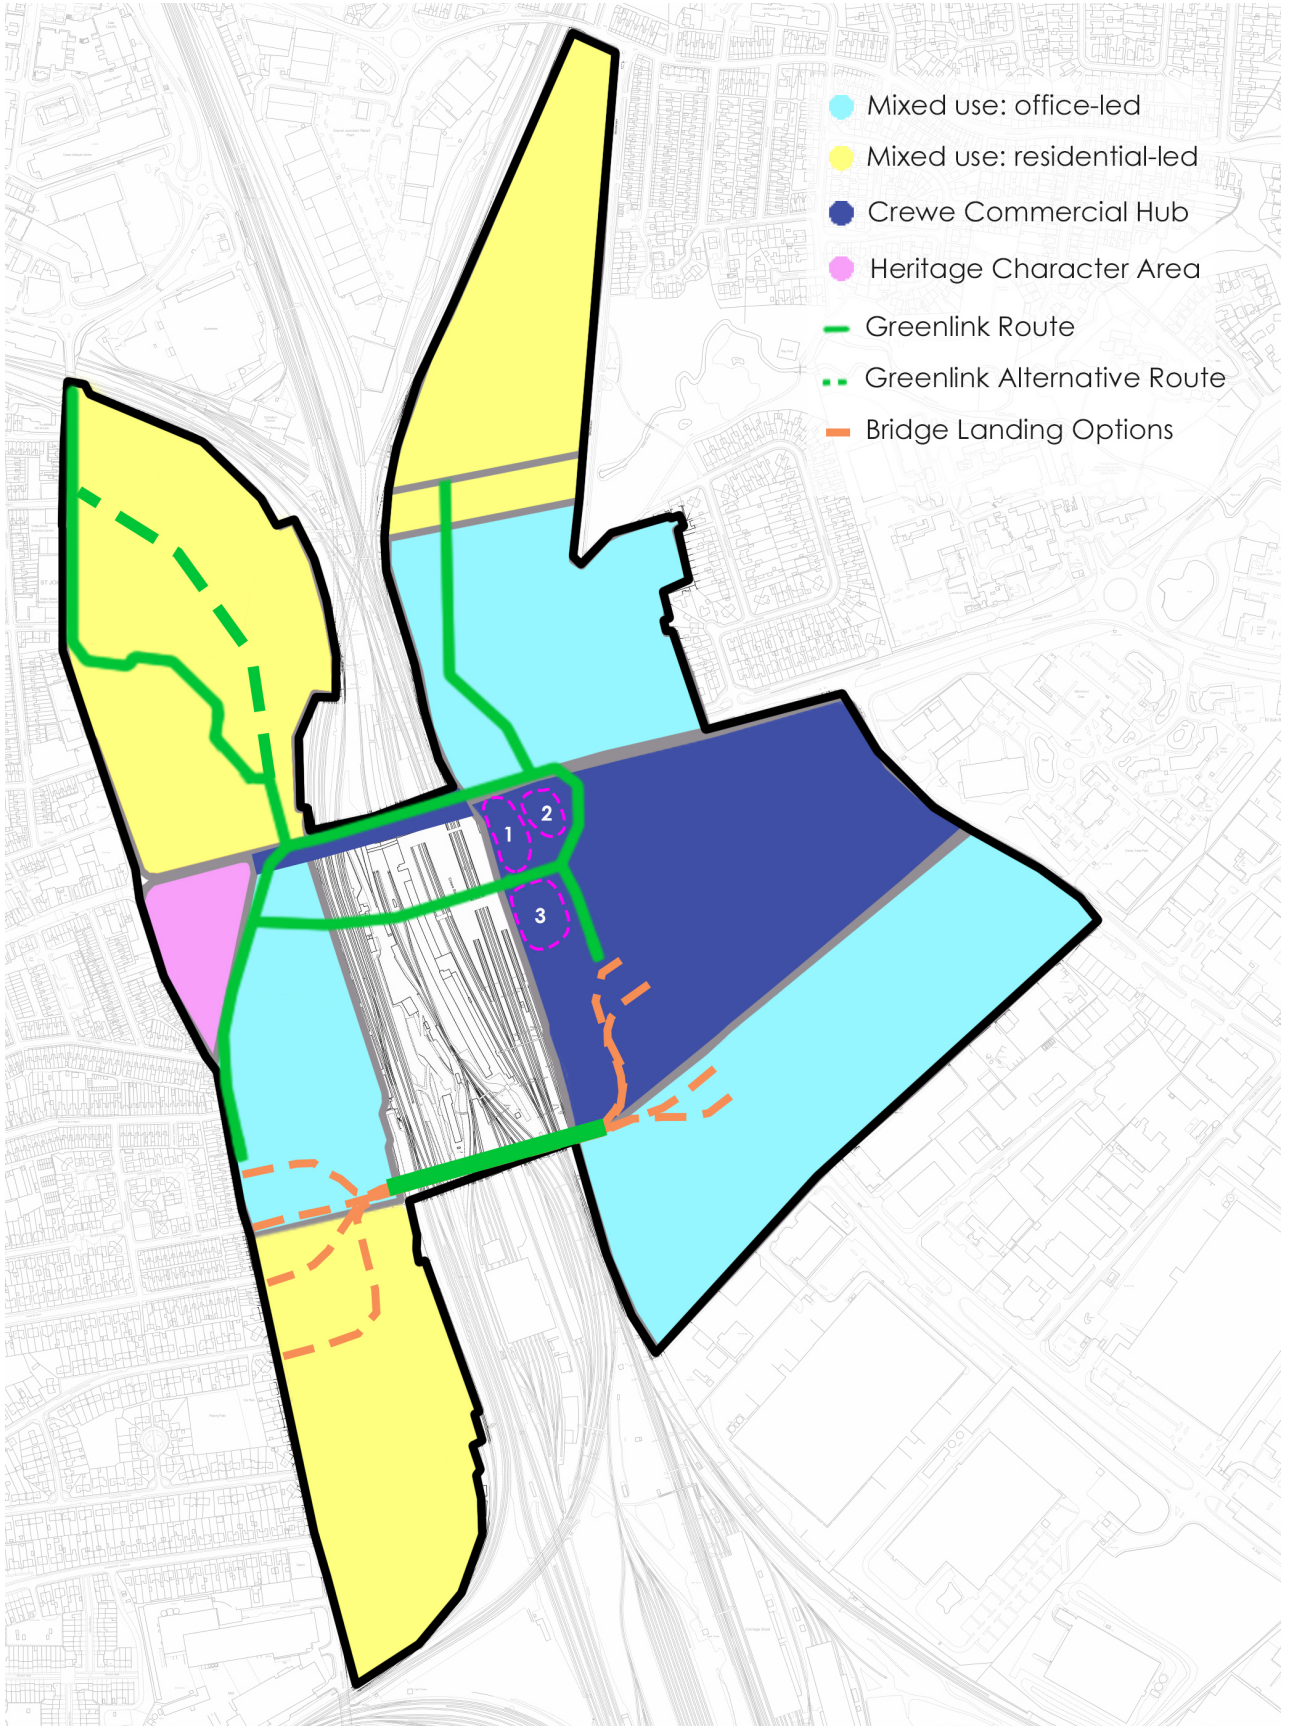 Mixed use: office-led
Mixed use: residential-led
Crewe Commercial Hub
Heritage Character Area
Greenlink Route
Greenlink Alternative Route
Bridge Landing Options
1
2
3